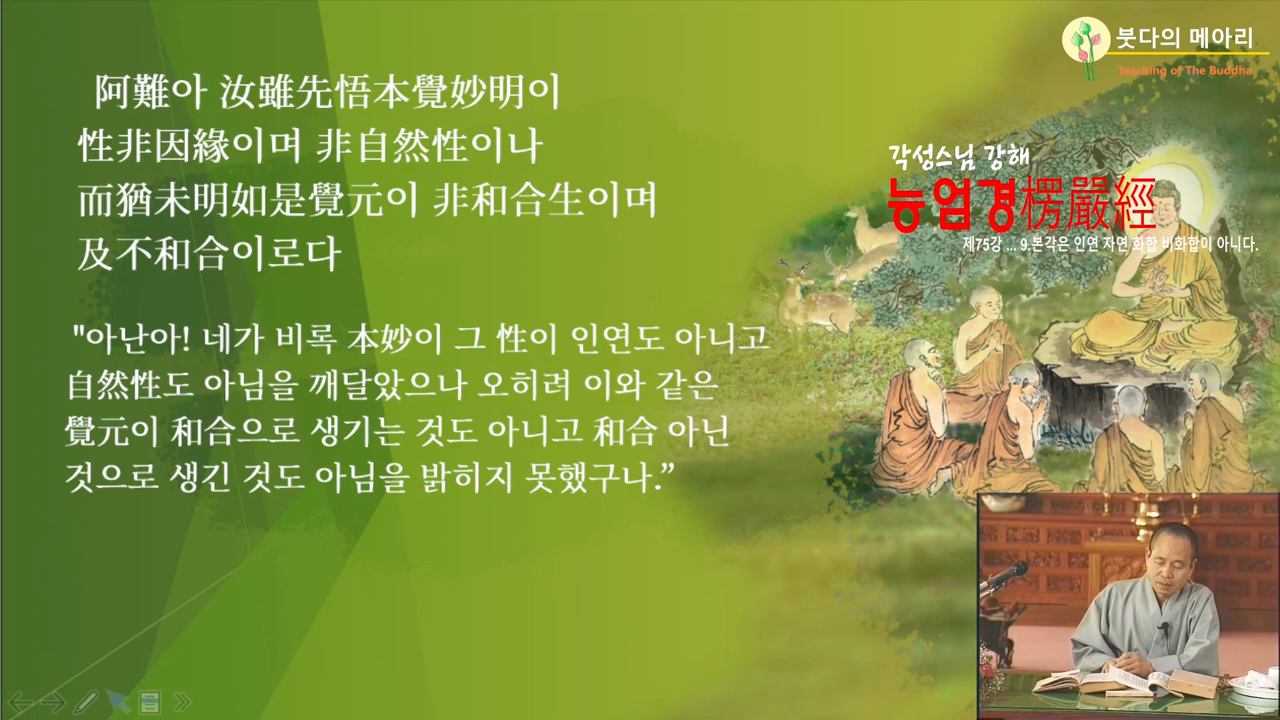 阿難아 汝雖先悟本覺妙明이
性非因緣이며 非自然性이나
而猶未明如是覺元이 非和合生이며
及不和合이로다
"아난아! 네가 비록 本妙이 그 性이 인연도 아니고
自然性도 아님을 깨달았으나 오히려 이와 같은
覺元이 和合으로 생기는 것도 아니고 和合 아닌
것으로 생긴 것도 아님을 밝히지 못했구나.”
붓다의 메아리
Teaching of The Buddha
각성스님 강해
능엄경楞嚴經
제75강 ... 9.본각은 인연 자연 화합 비화합이 아니다.